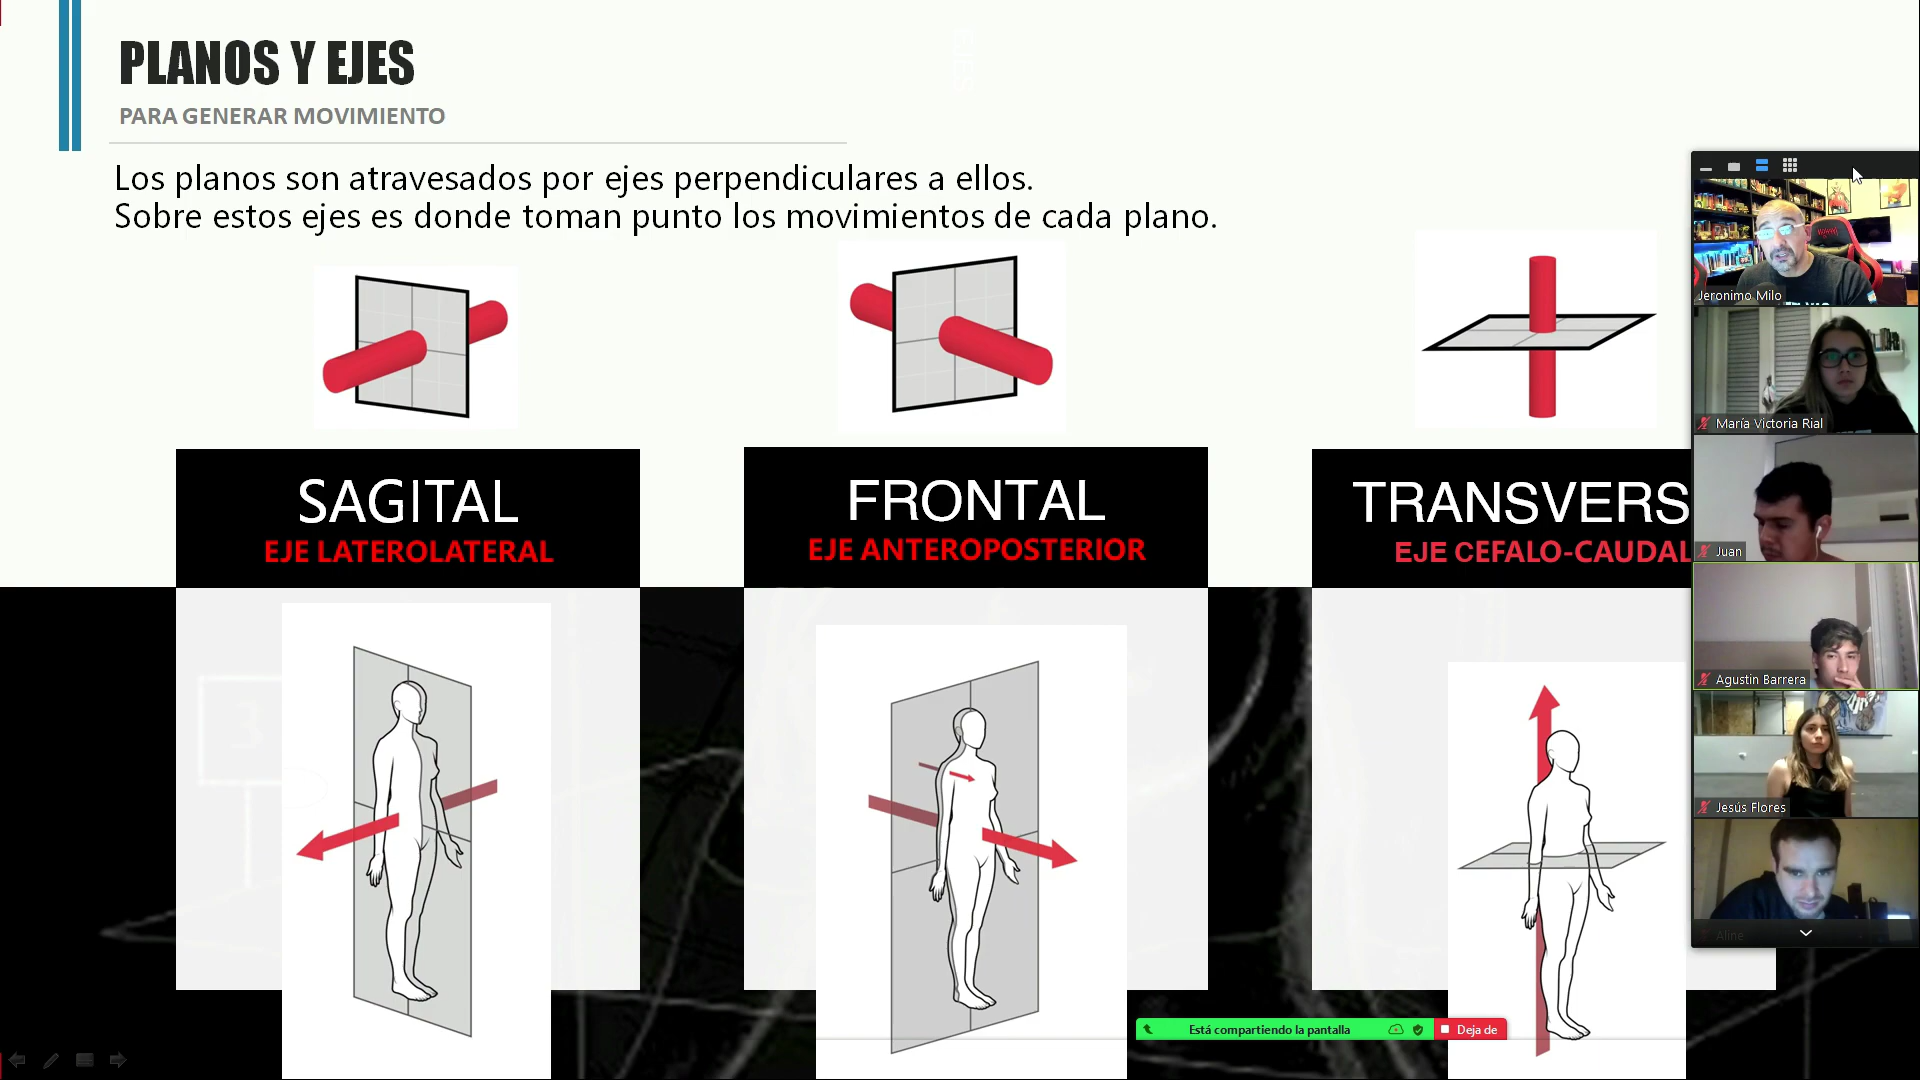 PLANOS Y EJES
PARA GENERAR MOVIMIENTO
Los planos son atravesados por ejes perpendiculares a ellos.
Sobre estos ejes es donde toman punto los movimientos de cada plano.
SAGITAL
EJE LATEROLATERAL
FRONTAL
EJE ANTEROPOSTERIOR
TRANSVERS
EJE CEFALO-CAUDAL
Jeronimo Milo
María Victoria Rial
Juan
Agustin Barrera
Jesús Flores
Aline
Está compartiendo la pantalla
Deja de
3